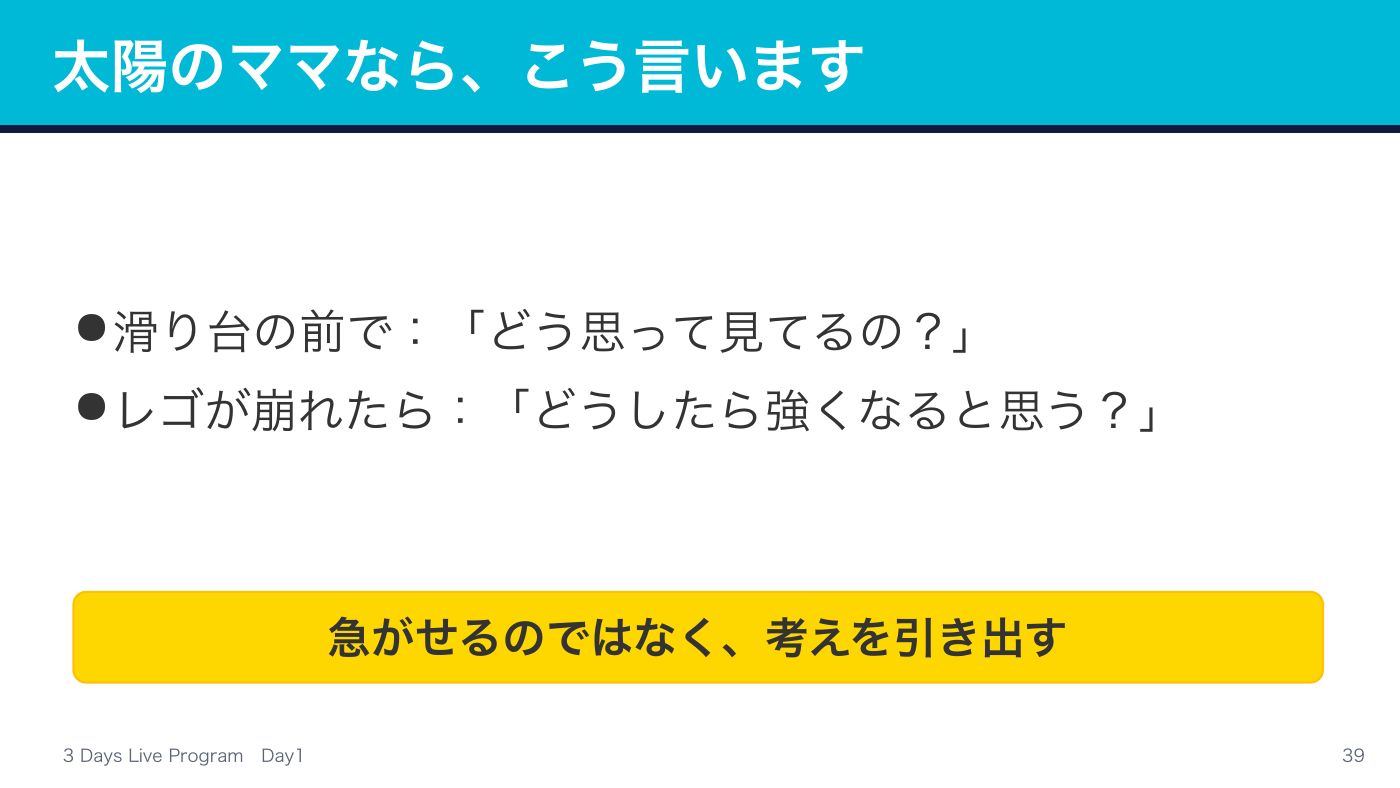 太陽のママなら、こう言います
●滑り台の前で：「どう思って見てるの？」
●レゴが崩れたら：「どうしたら強くなると思う？」
急がせるのではなく、考えを引き出す
3 Days Live Program　Day1
39